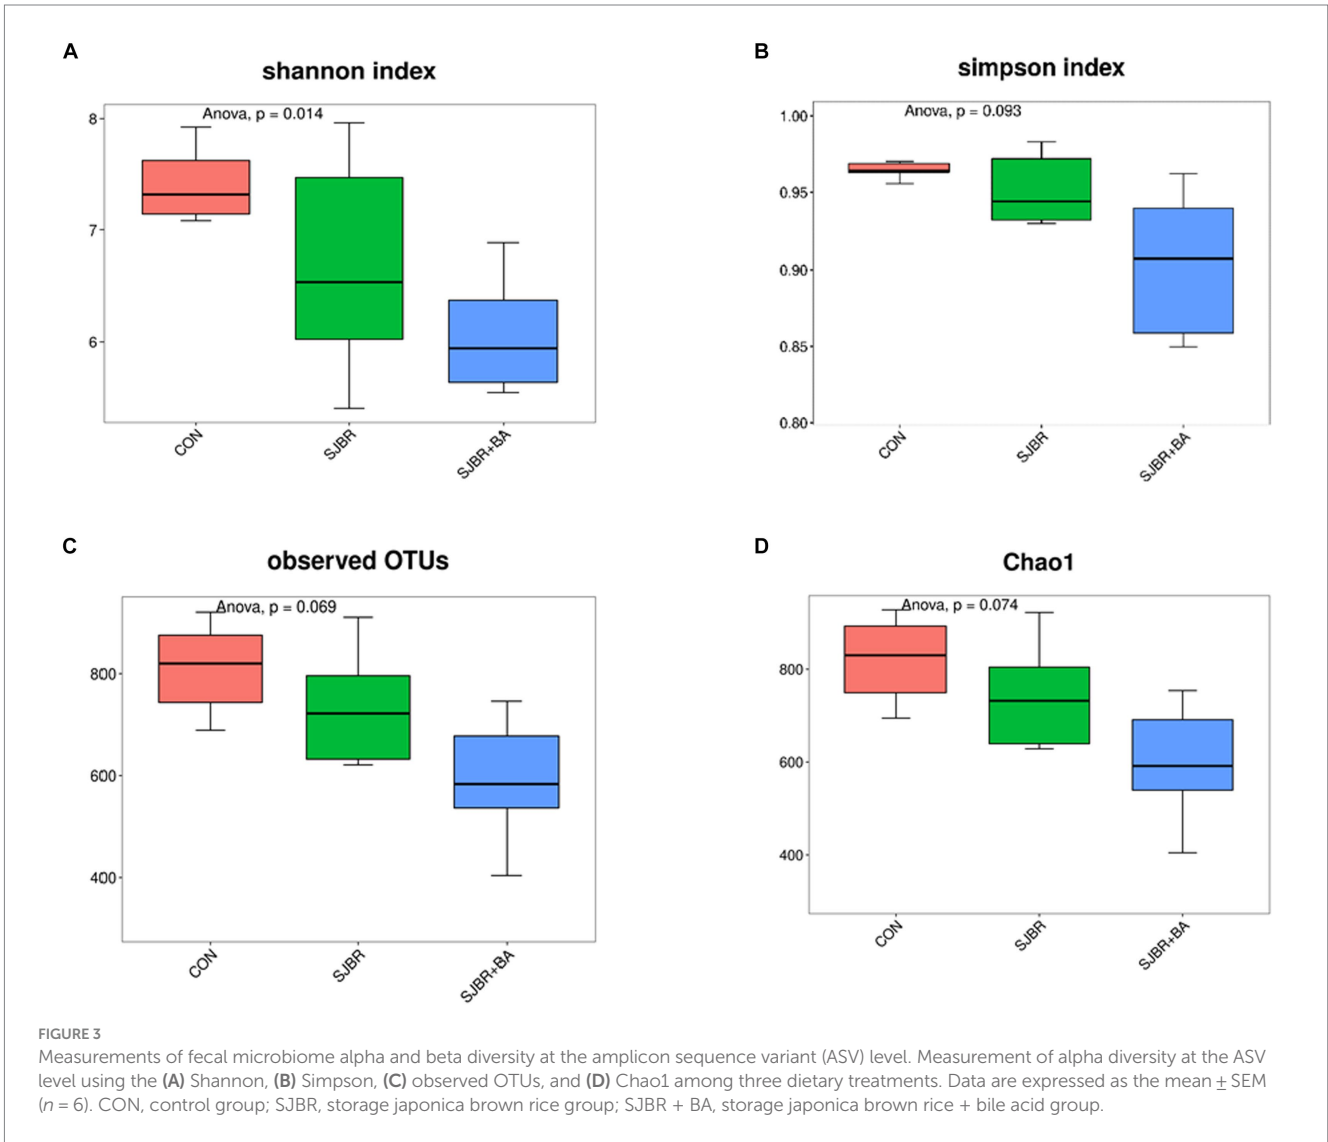 A
shannon index
Anova, p = 0.014
8
7
6
CON
SJBR
SJBR+BA
B
simpson index
Anova, p = 0.093
1.00
0.95
0.90
0.85
0.80
CON
SJBR
SJBR+BA
C
observed OTUs
Anova, p = 0.069
800
600
400
CON
SJBR
SJBR+BA
D
Chao1
Anova, p = 0.074
800
600
400
CON
SJBR
SJBR+BA
FIGURE 3
Measurements of fecal microbiome alpha and beta diversity at the amplicon sequence variant (ASV) level. Measurement of alpha diversity at the ASV
level using the (A) Shannon, (B) Simpson, (C) observed OTUs, and (D) Chao1 among three dietary treatments. Data are expressed as the mean ± SEM
(n = 6). CON, control group; SJBR, storage japonica brown rice group; SJBR + BA, storage japonica brown rice + bile acid group.